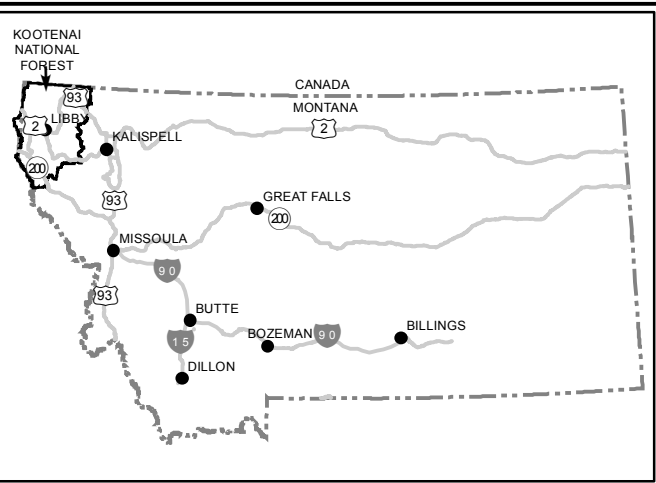 KOOTENAI
NATIONAL
FOREST
CANADA
93
MONTANA
LIBBY
2
2
KALISPELL
200
93
GREAT FALLS
200
MISSOULA
90
93
BUTTE
BOZEMAN
90
BILLINGS
15
DILLON